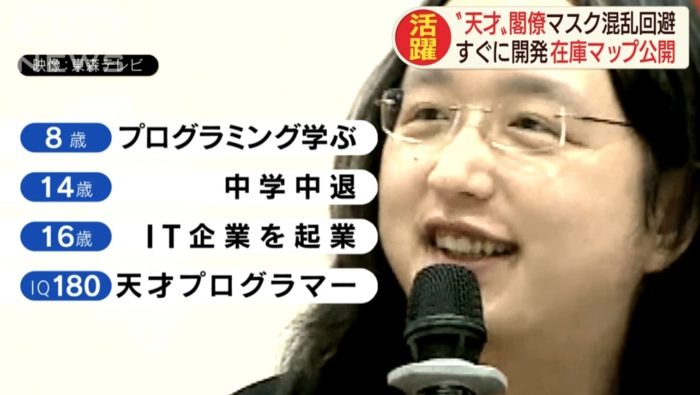 活躍
〝天才〟閣僚マスク混乱回避
すぐに開発 在庫マップ公開
NEWS
映像：東森テレビ
8歳 プログラミング学ぶ
14歳 中学中退
16歳 IT企業を起業
IQ180 天才プログラマー